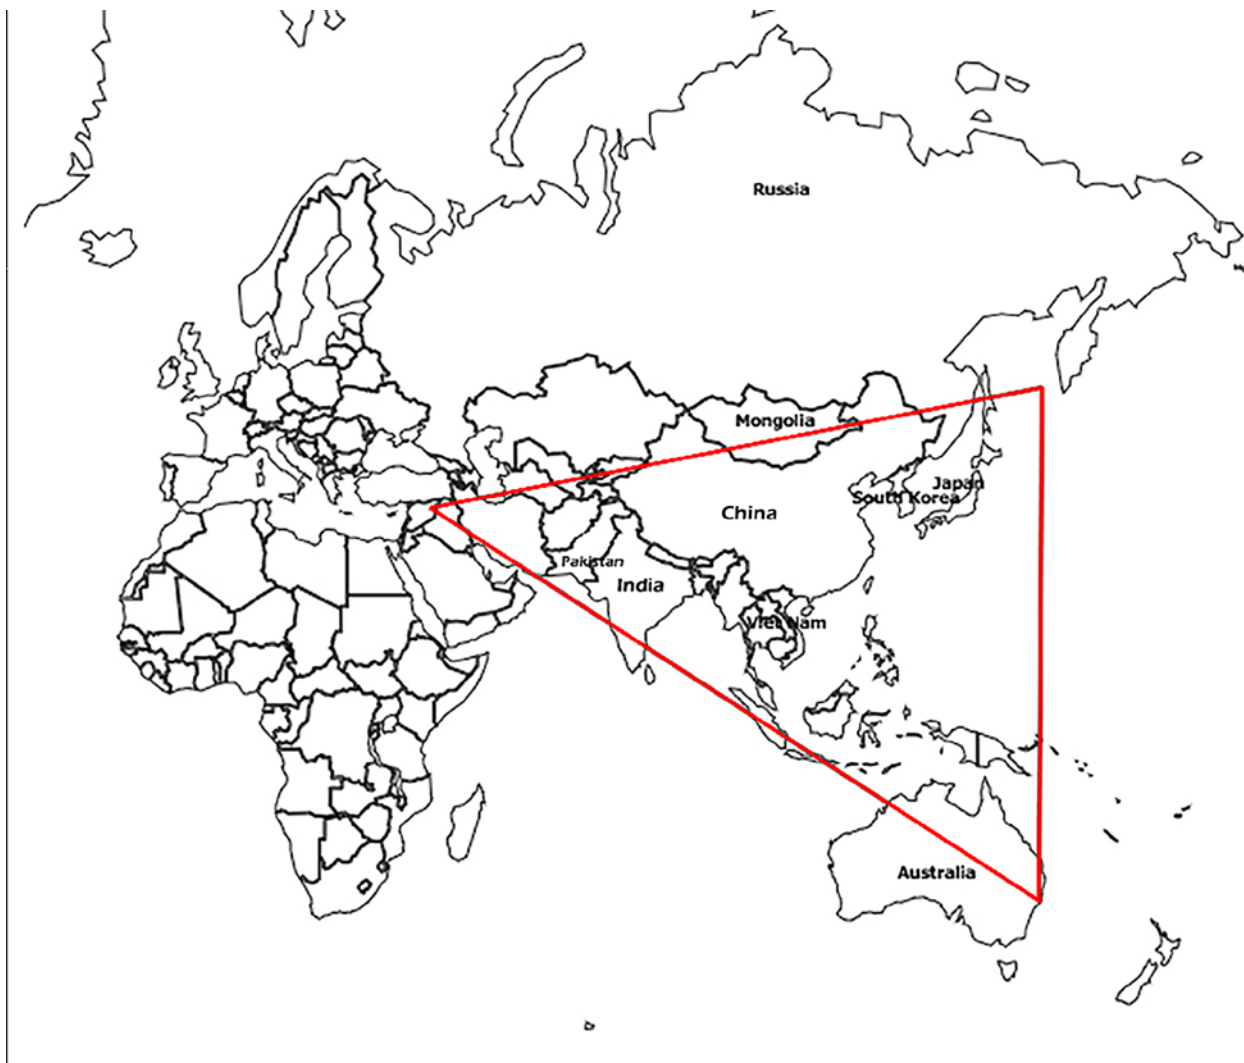 Russia
Mongolia
Japan
South Korea
China
Pakistan
India
Viet Nam
Australia